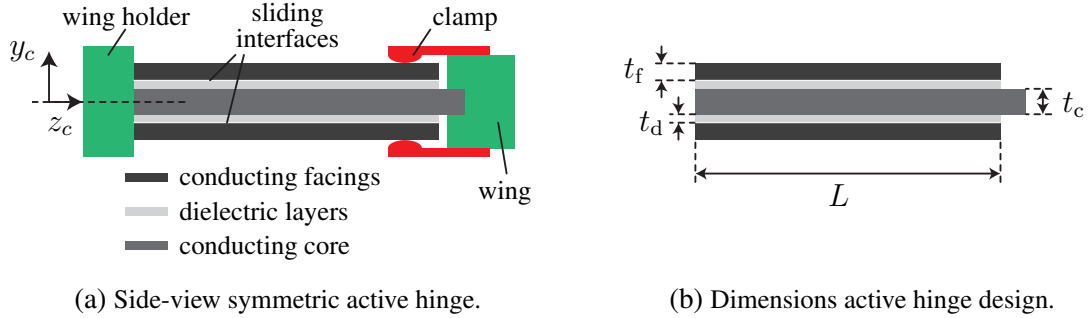 wing holder
sliding
interfaces
clamp
y_c
z_c
wing
conducting facings
dielectric layers
conducting core
(a) Side-view symmetric active hinge.
t_f
t_d
t_c
L
(b) Dimensions active hinge design.